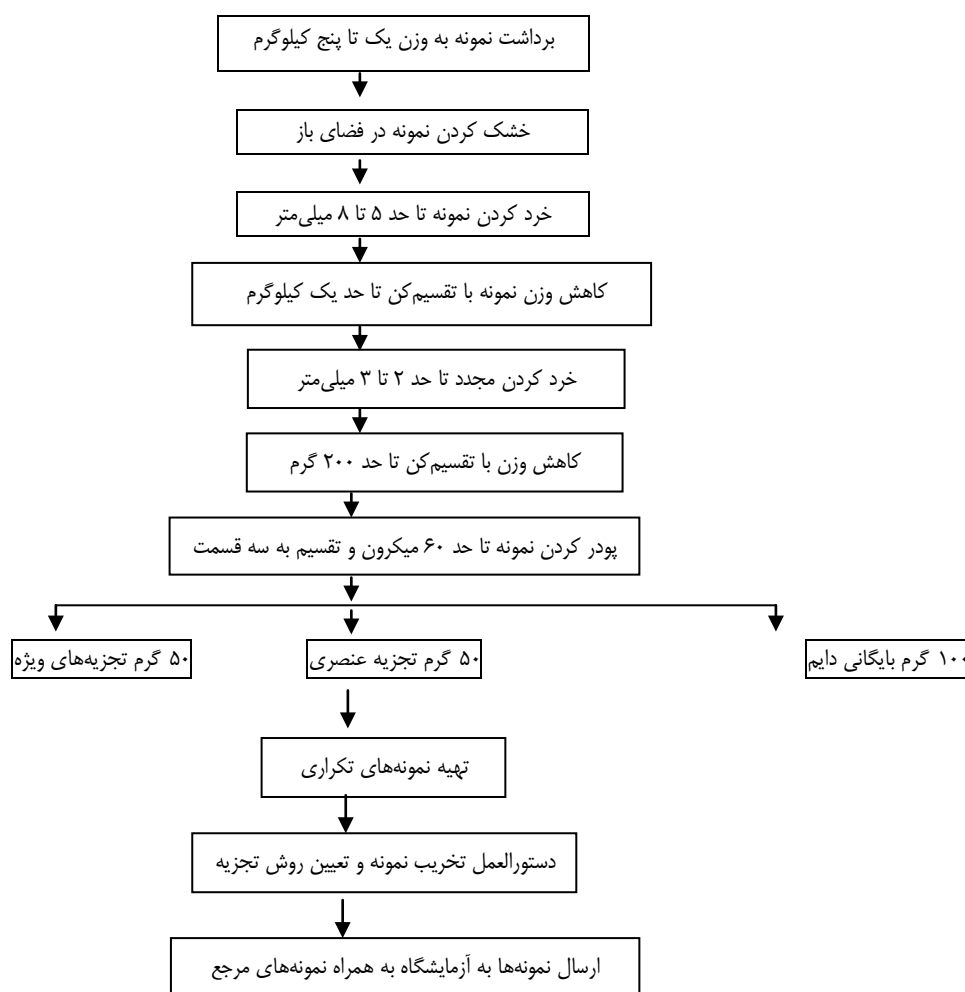 برداشت نمونه به وزن یک تا پنج کیلوگرم
خشک کردن نمونه در فضای باز
خرد کردن نمونه تا حد ۵ تا ۸ میلی‌متر
کاهش وزن نمونه با تقسیم‌کن تا حد یک کیلوگرم
خرد کردن مجدد تا حد ۲ تا ۳ میلی‌متر
کاهش وزن با تقسیم‌کن تا حد ۲۰۰ گرم
پودر کردن نمونه تا حد ۶۰ میکرون و تقسیم به سه قسمت
۱۰۰ گرم بایگانی دایم
۵۰ گرم تجزیه عنصری
۵۰ گرم تجزیه‌های ویژه
تهیه نمونه‌های تکراری
دستورالعمل تخریب نمونه و تعیین روش تجزیه
ارسال نمونه‌ها به آزمایشگاه به همراه نمونه‌های مرجع